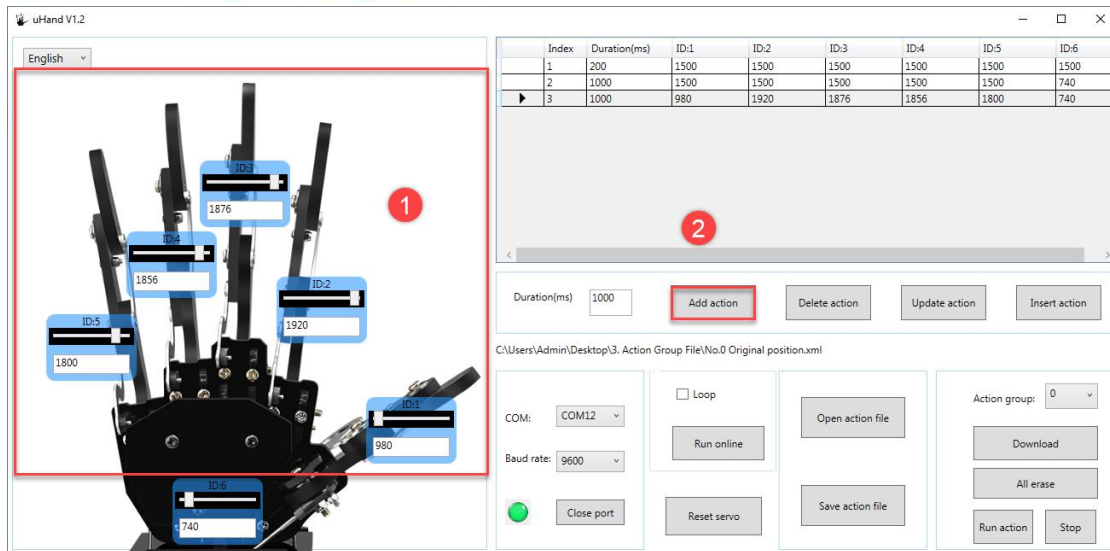 uHand V1.2
English
1
ID:3
1876
ID:4
1856
ID:2
1920
ID:5
1800
ID:1
980
ID:6
740
Index Duration(ms) ID:1 ID:2 ID:3 ID:4 ID:5 ID:6
1 200 1500 1500 1500 1500 1500 1500
2 1000 1500 1500 1500 1500 1500 740
3 1000 980 1920 1876 1856 1800 740
2
Duration(ms) 1000 Add action Delete action Update action Insert action
C:\Users\Admin\Desktop\3. Action Group File\No.0 Original position.xml
COM: COM12
Baud rate: 9600
Close port
Loop
Run online
Reset servo
Open action file
Save action file
Action group: 0
Download
All erase
Run action Stop